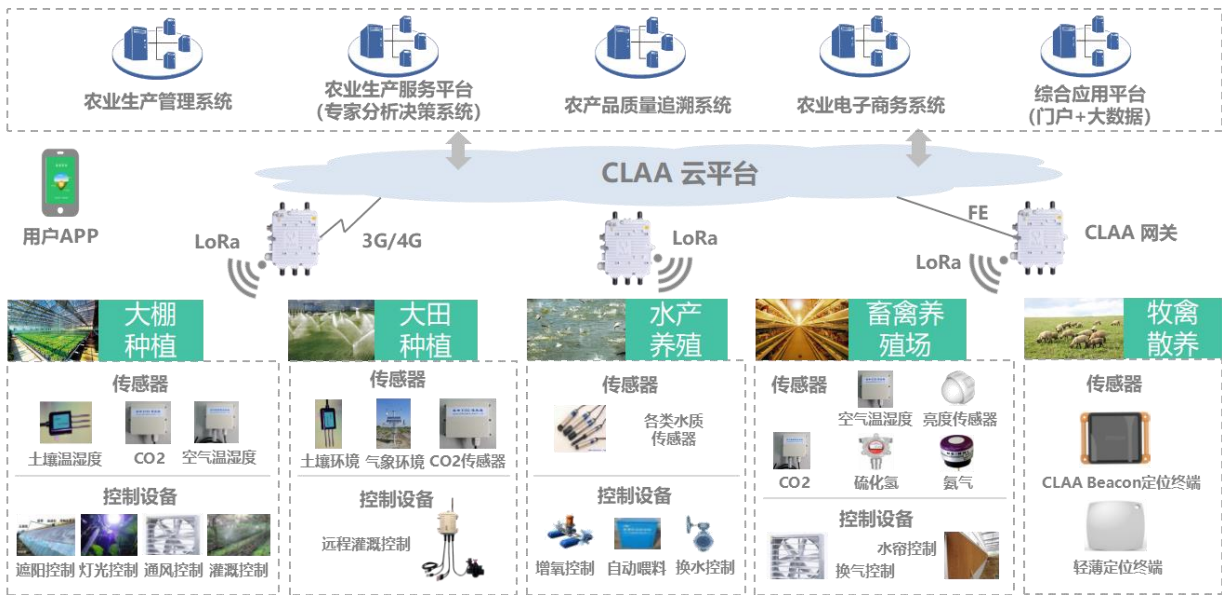 农业生产管理系统
农业生产服务平台
(专家分析决策系统)
农产品质量追溯系统
农业电子商务系统
综合应用平台
(门户+大数据)
CLAA 云平台
用户APP
LoRa
3G/4G
LoRa
FE
LoRa
CLAA 网关
大棚
种植
大田
种植
水产
养殖
畜禽养
殖场
牧禽
散养
传感器
土壤温湿度
CO2
空气温湿度
控制设备
遮阳控制
灯光控制
通风控制
灌溉控制
传感器
土壤环境
气象环境
CO2传感器
控制设备
远程灌溉控制
传感器
各类水质
传感器
控制设备
增氧控制
自动喂料
换水控制
传感器
空气温湿度
亮度传感器
CO2
硫化氢
氨气
控制设备
水帘控制
换气控制
传感器
CLAA Beacon定位终端
轻薄定位终端